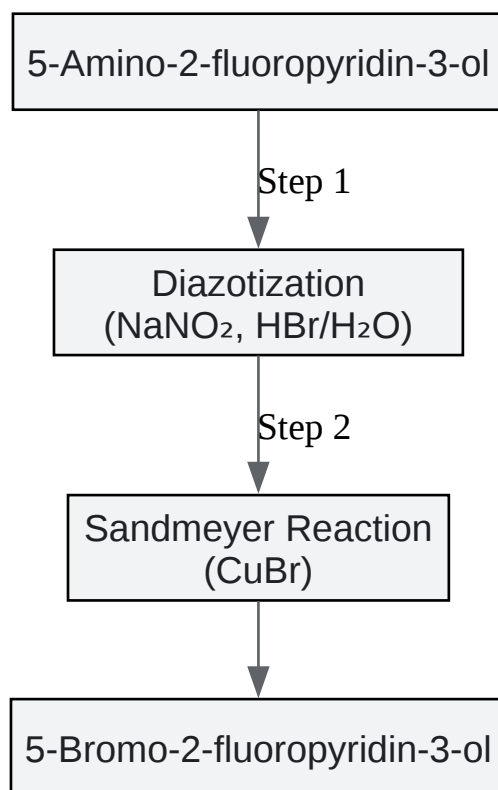 5-Amino-2-fluoropyridin-3-ol
Step 1
Diazotization
(NaNO₂, HBr/H₂O)
Step 2
Sandmeyer Reaction
(CuBr)
5-Bromo-2-fluoropyridin-3-ol